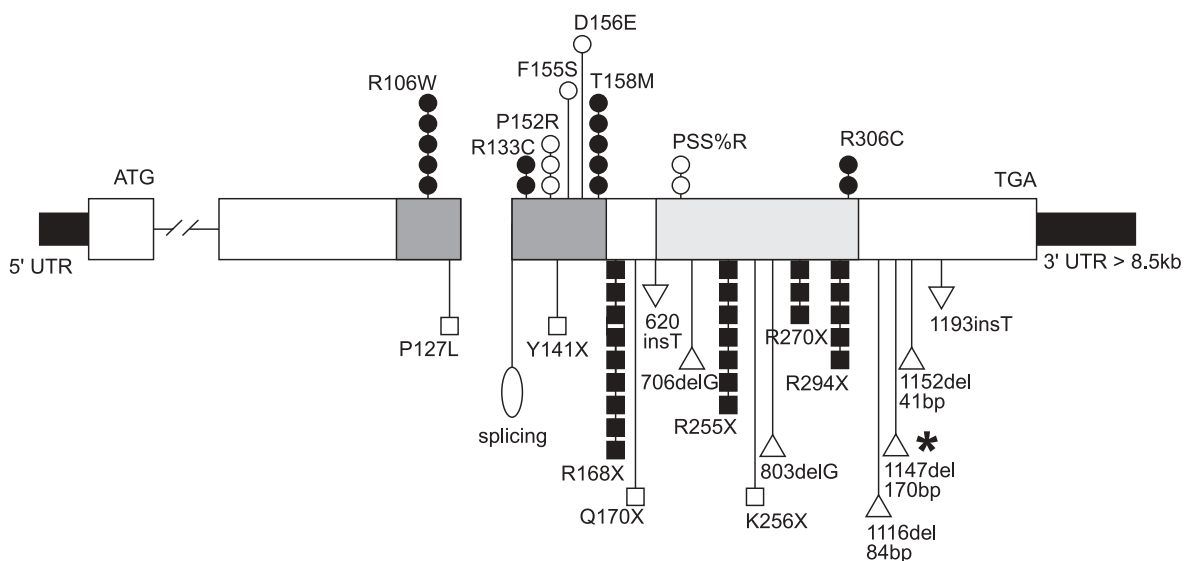 D156E
F155S
R106W
T158M
P152R
R133C
PSS%R
R306C
ATG
TGA
5' UTR
3' UTR > 8.5kb
P127L
Y141X
620
insT
R270X
1193insT
706delG
R294X
1152del
41bp
R255X
splicing
R168X
803delG
*
1147del
170bp
Q170X
K256X
1116del
84bp